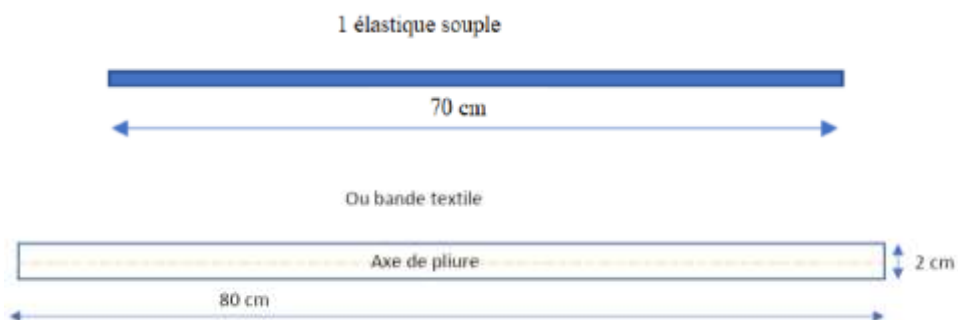 1 élastique souple
70 cm
Ou bande textile
Axe de pliure
2 cm
80 cm